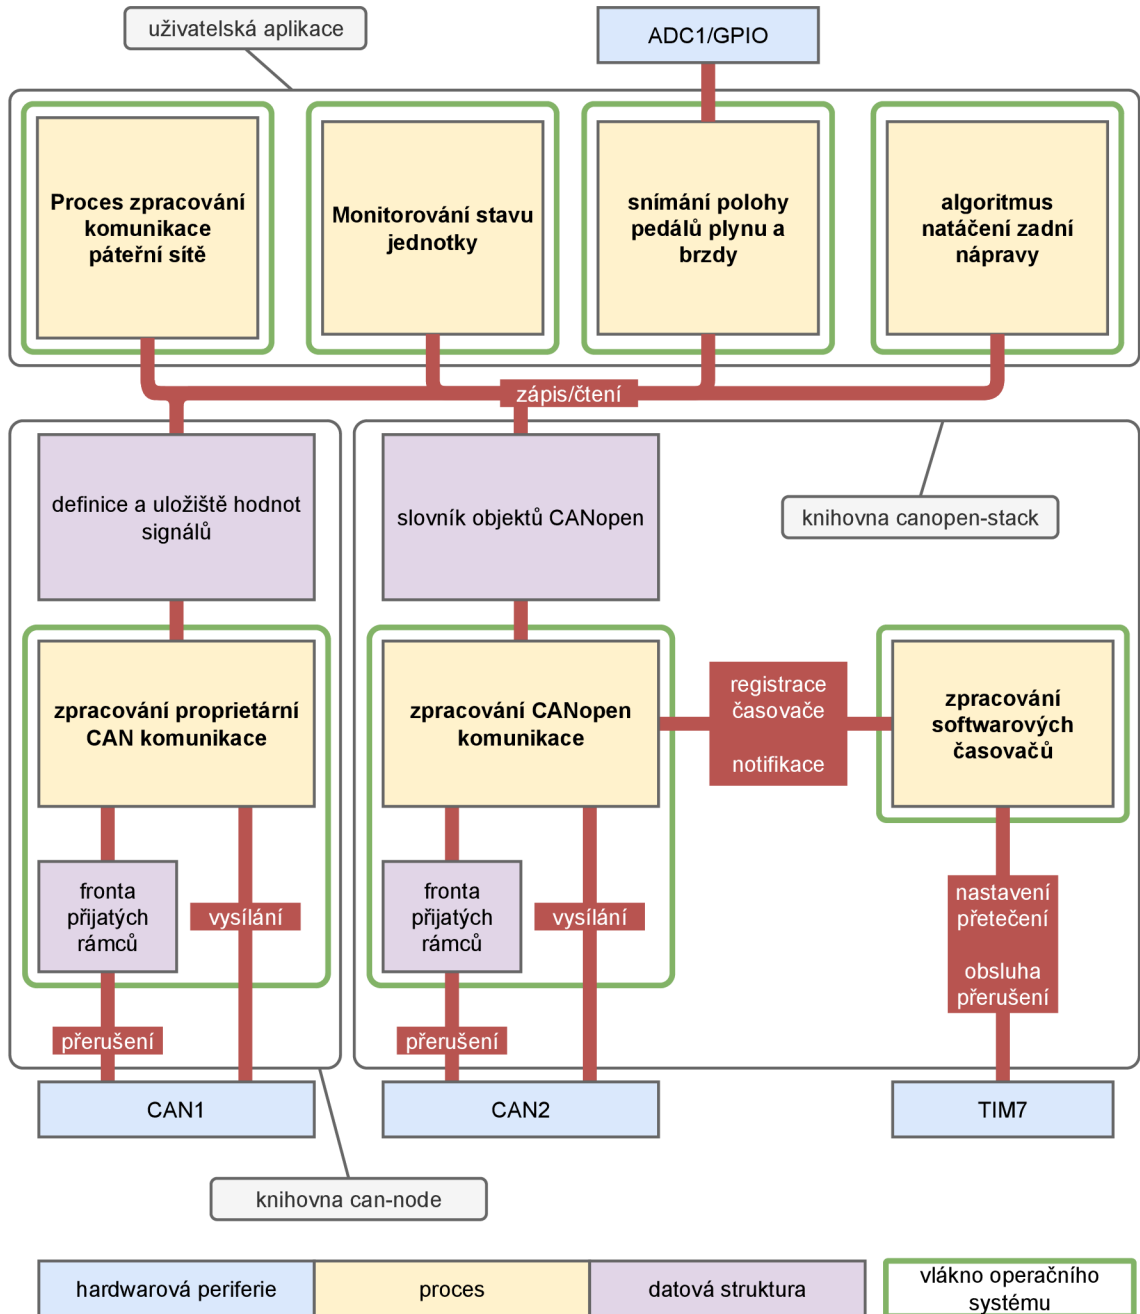 uživatelská aplikace
ADC1/GPIO
Proces zpracování
komunikace
páteřní sítě
Monitorování stavu
jednotky
snímání polohy
pedálů plynu a
brzdy
algoritmus
natáčení zadní
nápravy
zápis/čtení
definice a uložiště hodnot
signálů
slovník objektů CANopen
knihovna canopen-stack
zpracování proprietární
CAN komunikace
zpracování CANopen
komunikace
registrace
časovače
notifikace
zpracování
softwarových
časovačů
fronta
přijatých
rámců
vysílání
fronta
přijatých
rámců
vysílání
nastavení
přetečení
obsluha
přerušení
přerušení
přerušení
CAN1
CAN2
TIM7
knihovna can-node
hardwarová periferie
proces
datová struktura
vlákno operačního
systému